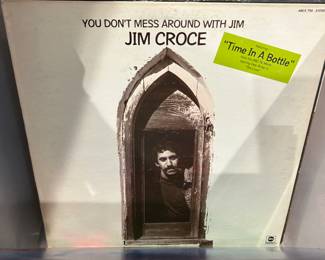 YOU DON'T MESS AROUND WITH JIM
JIM CROCE
"Time In A Bottle"